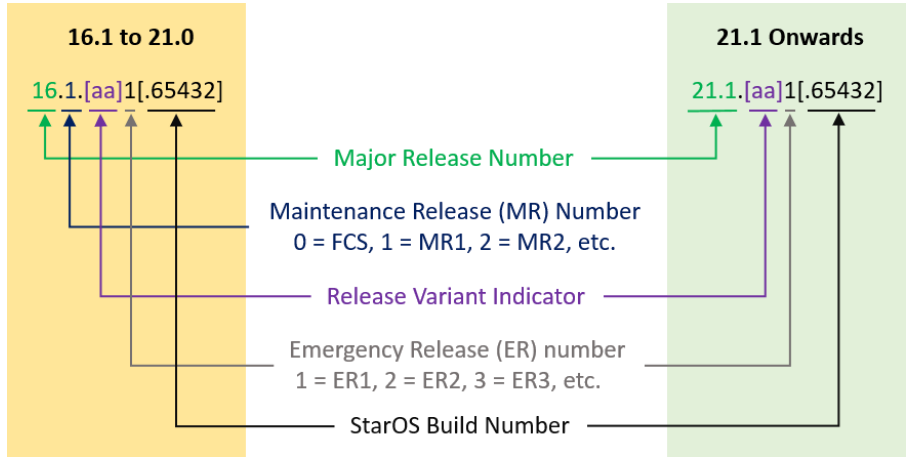 16.1 to 21.0
21.1 Onwards
16.1.[aa]1[.65432]
21.1.[aa]1[.65432]
Major Release Number
Maintenance Release (MR) Number
0 = FCS, 1 = MR1, 2 = MR2, etc.
Release Variant Indicator
Emergency Release (ER) number
1 = ER1, 2 = ER2, 3 = ER3, etc.
StarOS Build Number